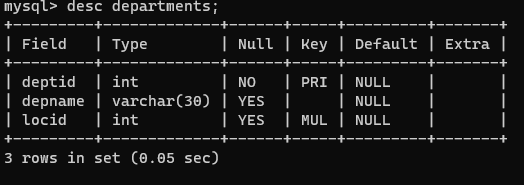 mysql> desc departments;
+---------+-------------+------+-----+---------+-------+
| Field   | Type        | Null | Key | Default | Extra |
+---------+-------------+------+-----+---------+-------+
| deptid  | int         | NO   | PRI | NULL    |       |
| depname | varchar(30) | YES  |     | NULL    |       |
| locid   | int         | YES  | MUL | NULL    |       |
+---------+-------------+------+-----+---------+-------+
3 rows in set (0.05 sec)